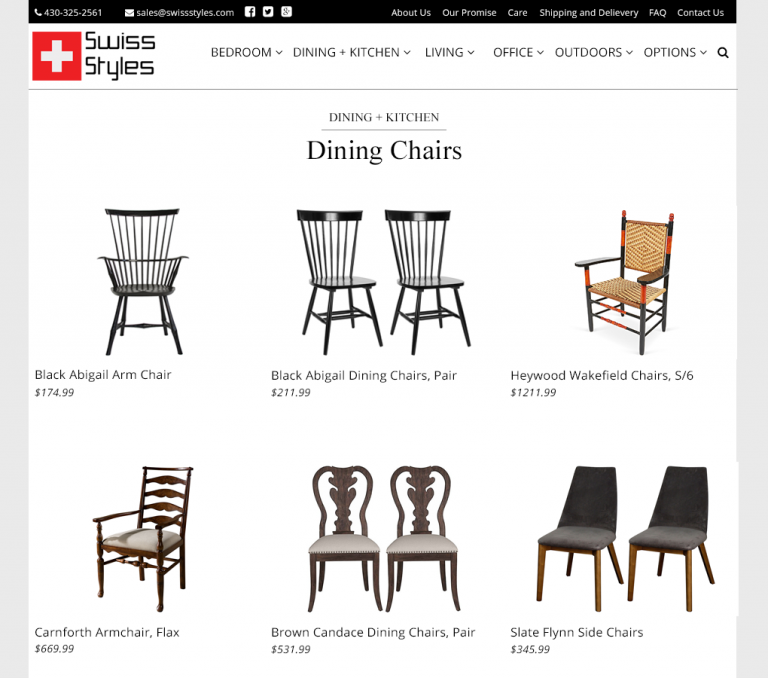 430-325-2561 sales@swissstyles.com About Us Our Promise Care Shipping and Delievery FAQ Contact Us
Swiss
Styles
BEDROOM DINING + KITCHEN LIVING OFFICE OUTDOORS OPTIONS
DINING + KITCHEN
Dining Chairs
Black Abigail Arm Chair
$174.99
Black Abigail Dining Chairs, Pair
$211.99
Heywood Wakefield Chairs, S/6
$1211.99
Carnforth Armchair, Flax
$669.99
Brown Candace Dining Chairs, Pair
$531.99
Slate Flynn Side Chairs
$345.99